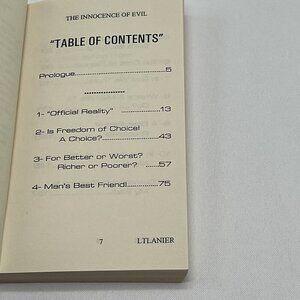 THE INNOCENCE OF EVIL
"TABLE OF CONTENTS"
Prologue.........................5
.................
1- "Official Reality" ...............13
2- Is Freedom of Choice!
A Choice?......................43
3- For Better or Worst?
Richer or Poorer? .......57
4- Man's Best Friend!............75
7 LTLANIER